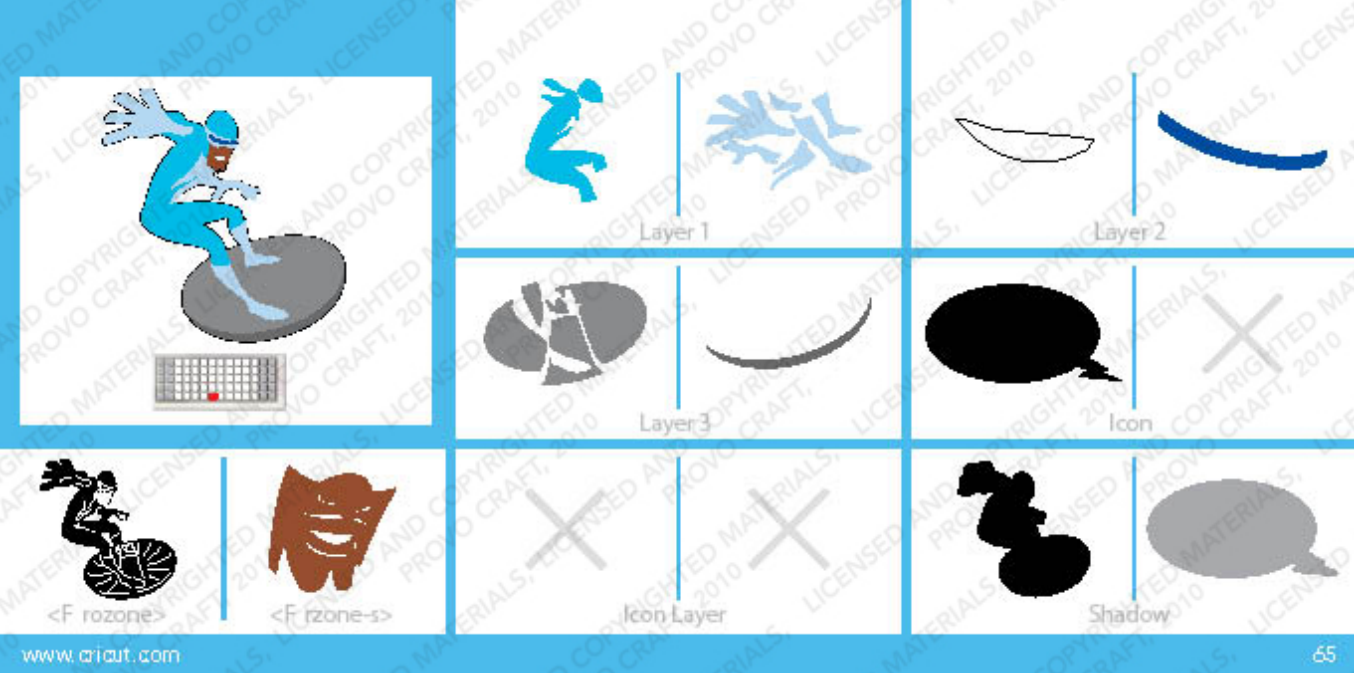 Layer 1
Layer 2
Layer 3
Icon
<F rozone>
<F rzone-s>
Icon Layer
Shadow
www.cricut.com
65
LICENSED AND COPYRIGHTED MATERIALS, PROVO CRAFT, 2010